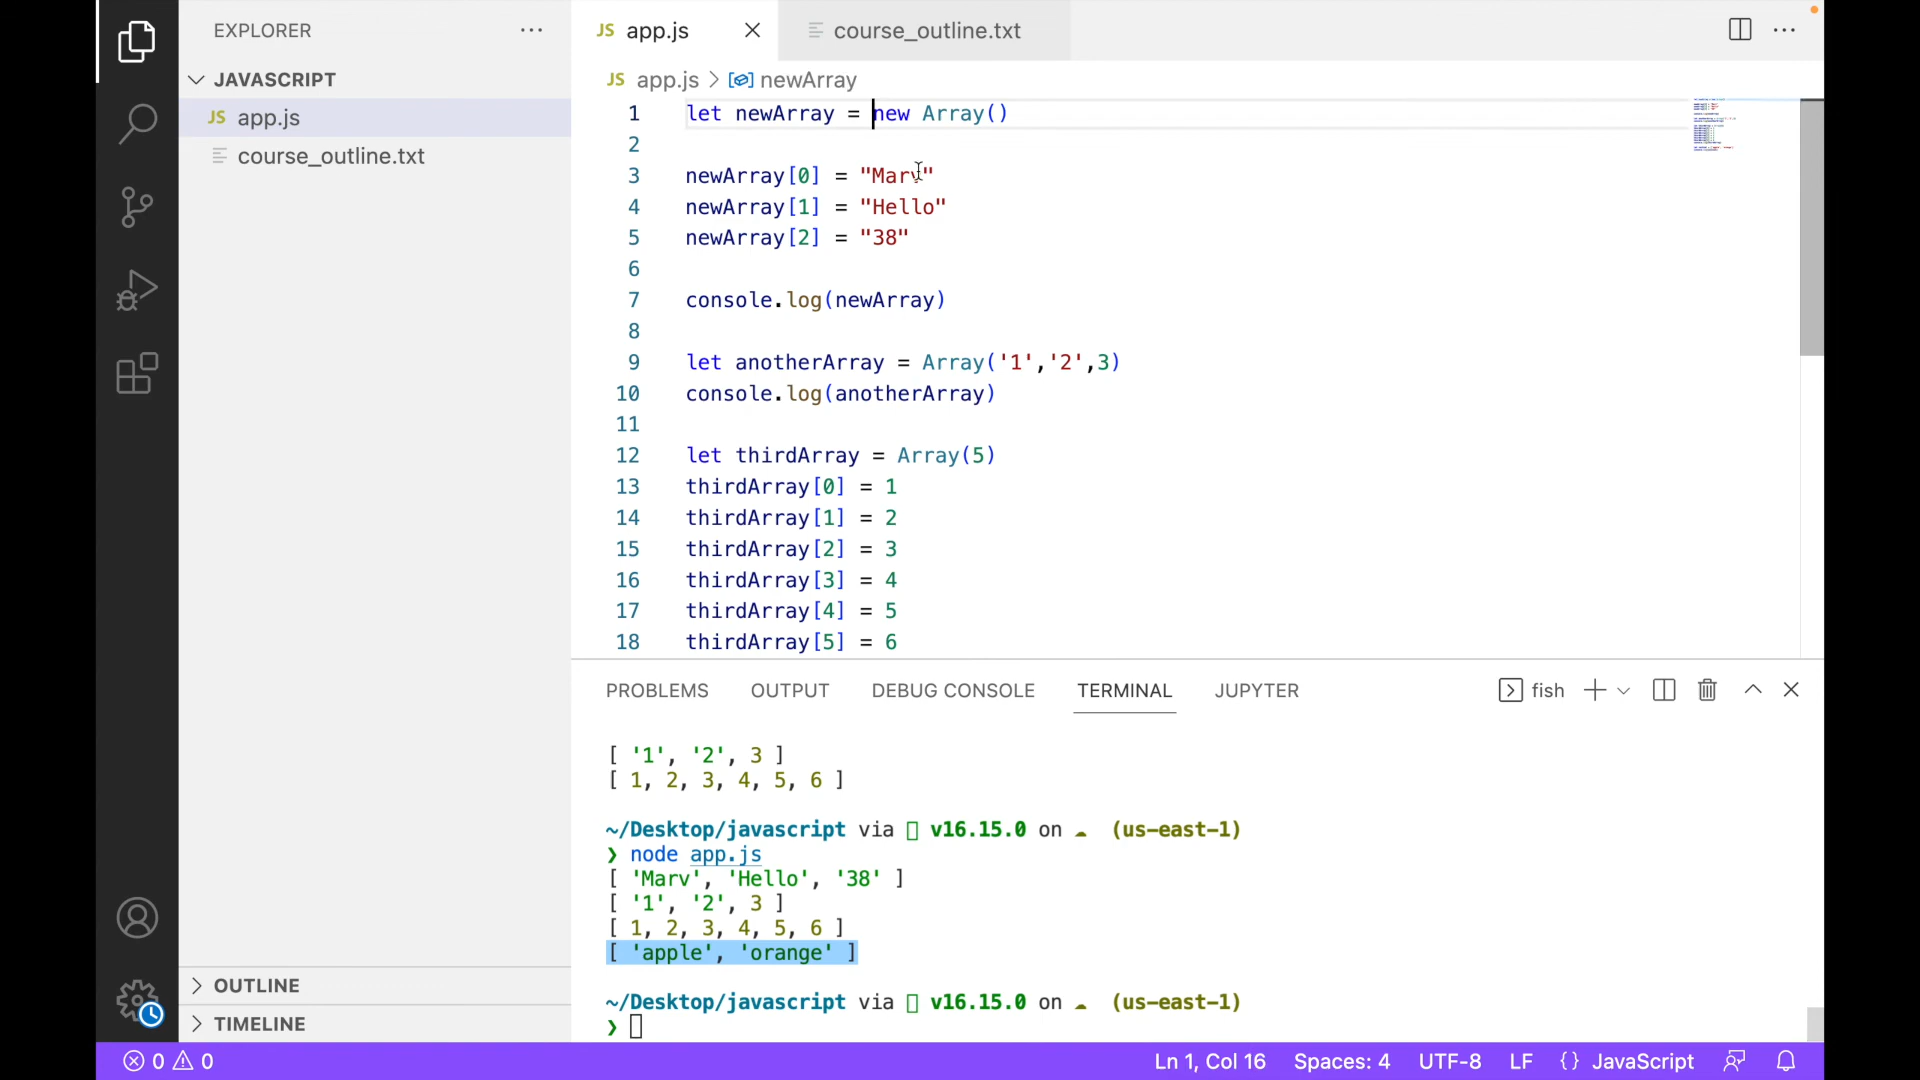 EXPLORER
JAVASCRIPT
JS app.js
course_outline.txt
OUTLINE
TIMELINE
JS app.js
course_outline.txt
JS app.js > newArray
1 let newArray = new Array()
2
3 newArray[0] = "Marv"
4 newArray[1] = "Hello"
5 newArray[2] = "38"
6
7 console.log(newArray)
8
9 let anotherArray = Array('1','2',3)
10 console.log(anotherArray)
11
12 let thirdArray = Array(5)
13 thirdArray[0] = 1
14 thirdArray[1] = 2
15 thirdArray[2] = 3
16 thirdArray[3] = 4
17 thirdArray[4] = 5
18 thirdArray[5] = 6
PROBLEMS OUTPUT DEBUG CONSOLE TERMINAL JUPYTER fish
[ '1', '2', 3 ]
[ 1, 2, 3, 4, 5, 6 ]
~/Desktop/javascript via v16.15.0 on (us-east-1)
❯ node app.js
[ 'Marv', 'Hello', '38' ]
[ '1', '2', 3 ]
[ 1, 2, 3, 4, 5, 6 ]
[ 'apple', 'orange' ]
~/Desktop/javascript via v16.15.0 on (us-east-1)
❯
0 0 Ln 1, Col 16 Spaces: 4 UTF-8 LF {} JavaScript